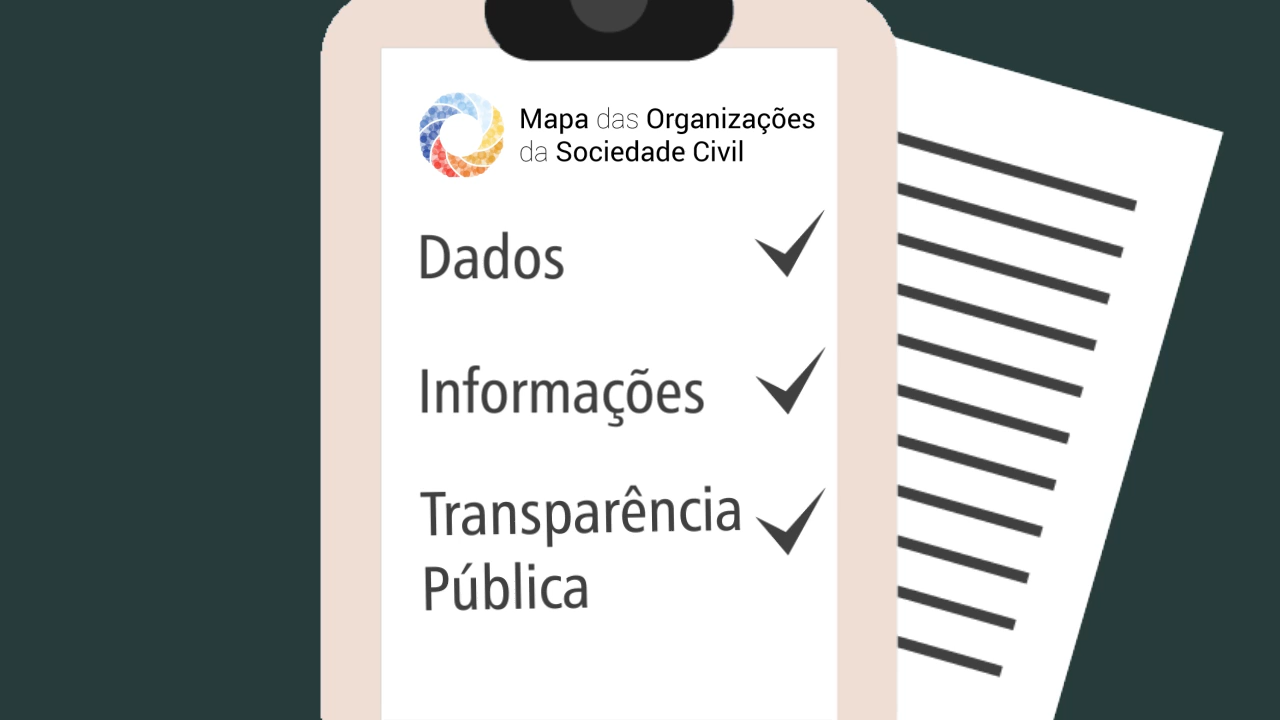 Mapa das Organizações
da Sociedade Civil
Dados
Informações
Transparência
Pública